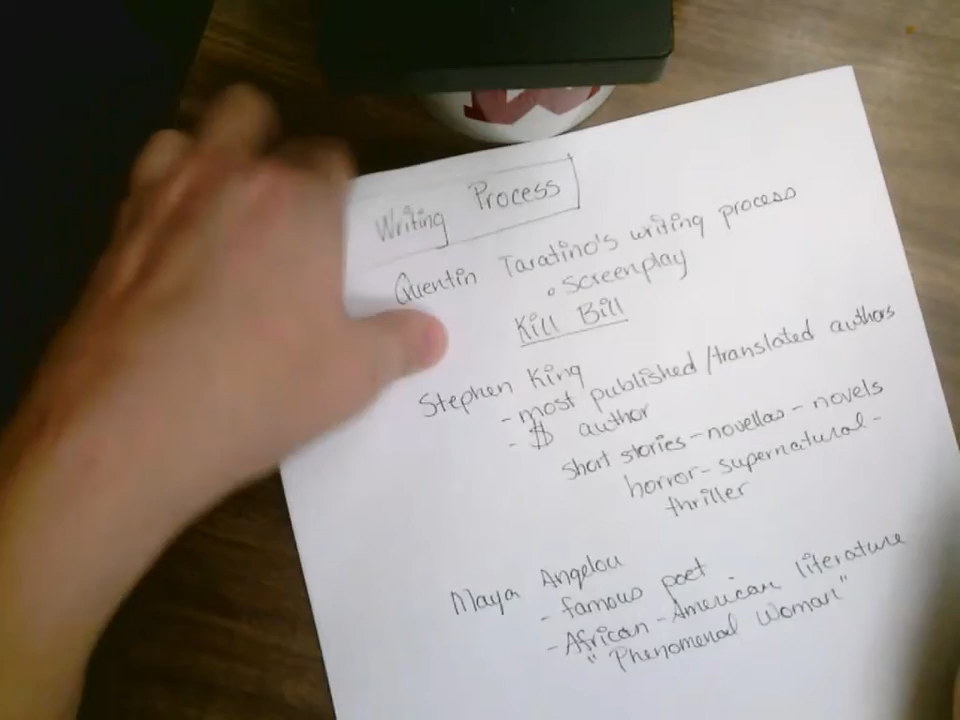 Writing Process
Quentin Taratino's writing process
• Screenplay
Kill Bill
Stephen King
- most published/translated authors
- $ author
short stories - novellas - novels
horror - supernatural -
thriller
Maya Angelou
- famous poet
- African-American literature
"Phenomenal Woman"